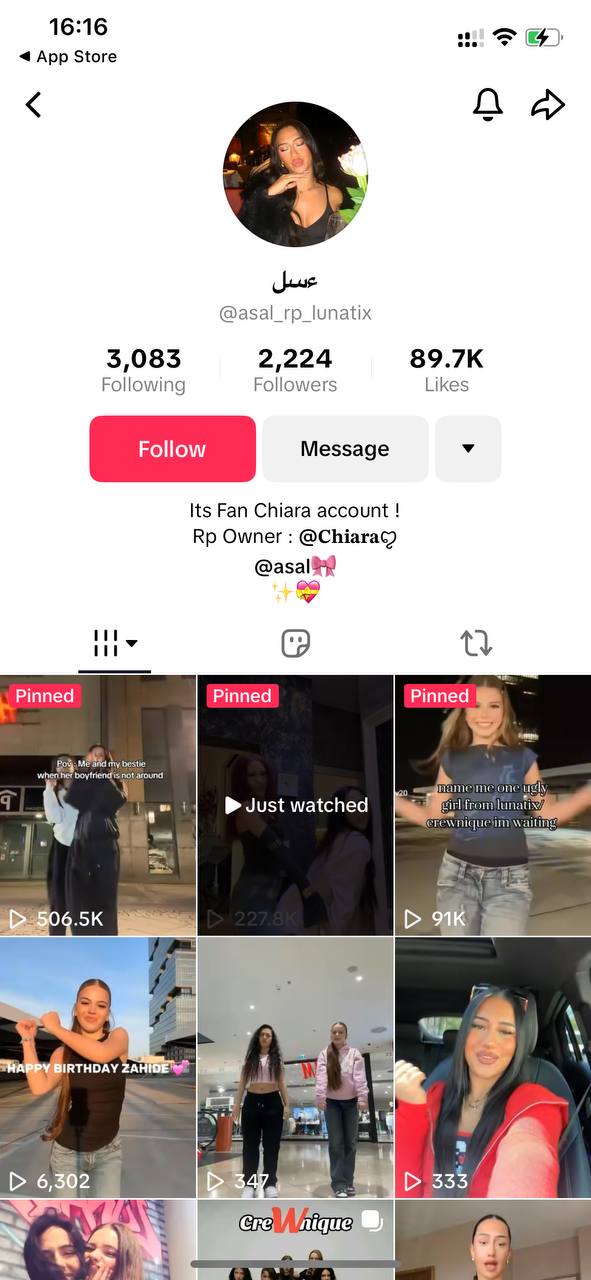 16:16
◀ App Store
ءسل
@asal_rp_lunatix
3,083
Following
2,224
Followers
89.7K
Likes
Follow
Message
Its Fan Chiara account !
Rp Owner : @𝐂𝐡𝐢𝐚𝐫𝐚ღ
@asal🎀
✨💝
Pinned
Pov : Me and my bestie
when her boyfriend is not around
506.5K
Pinned
Just watched
227.8K
Pinned
name me one ugly
girl from lunatix/
crewnique im waiting
91K
HAPPY BIRTHDAY ZAHIDE 💞
6,302
347
333
CreWnique